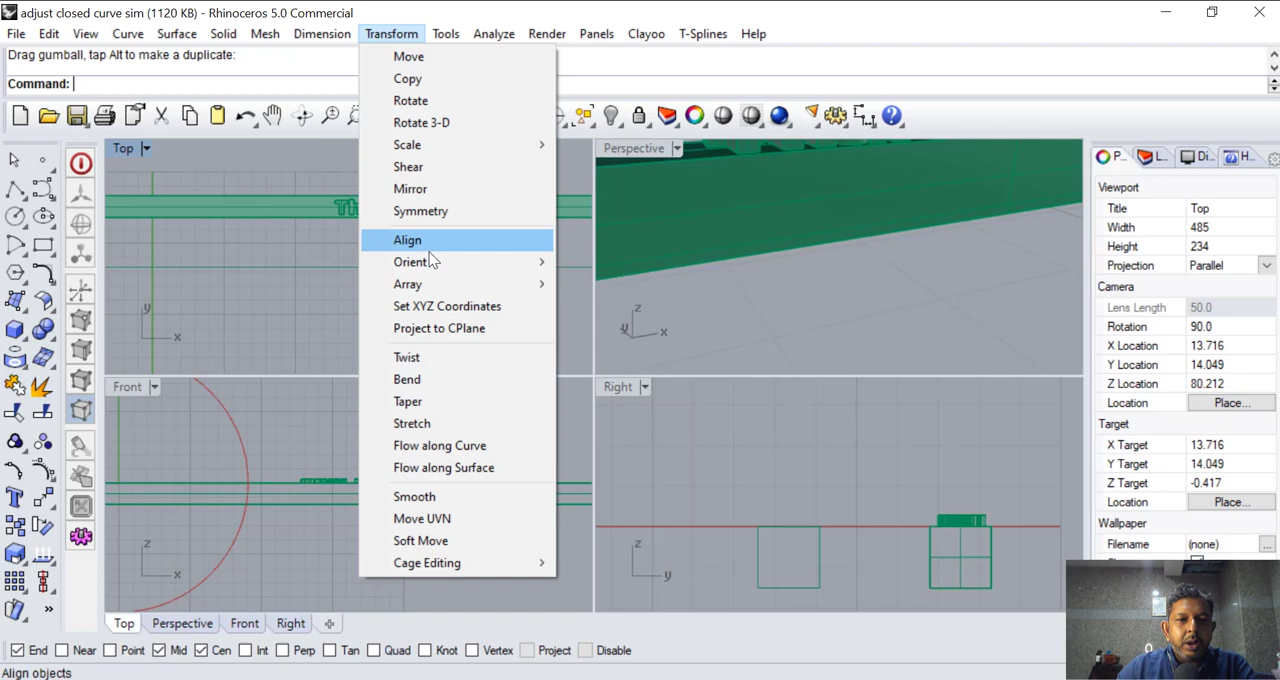 adjust closed curve sim (1120 KB) - Rhinoceros 5.0 Commercial
File Edit View Curve Surface Solid Mesh Dimension Transform Tools Analyze Render Panels Clayoo T-Splines Help
Drag gumball, tap Alt to make a duplicate:
Command:
Move
Copy
Rotate
Rotate 3-D
Scale
Shear
Mirror
Symmetry
Align
Orient
Array
Set XYZ Coordinates
Project to CPlane
Twist
Bend
Taper
Stretch
Flow along Curve
Flow along Surface
Smooth
Move UVN
Soft Move
Cage Editing
Top
Th
y
x
Perspective
z
y
x
Front
z
x
Right
z
y
P... L... Di... H...
Viewport
Title Top
Width 485
Height 234
Projection Parallel
Camera
Lens Length 50.0
Rotation 90.0
X Location 13.716
Y Location 14.049
Z Location 80.212
Location Place...
Target
X Target 13.716
Y Target 14.049
Z Target -0.417
Location Place...
Wallpaper
Filename (none) ...
Top Perspective Front Right
End Near Point Mid Cen Int Perp Tan Quad Knot Vertex Project Disable
Align objects